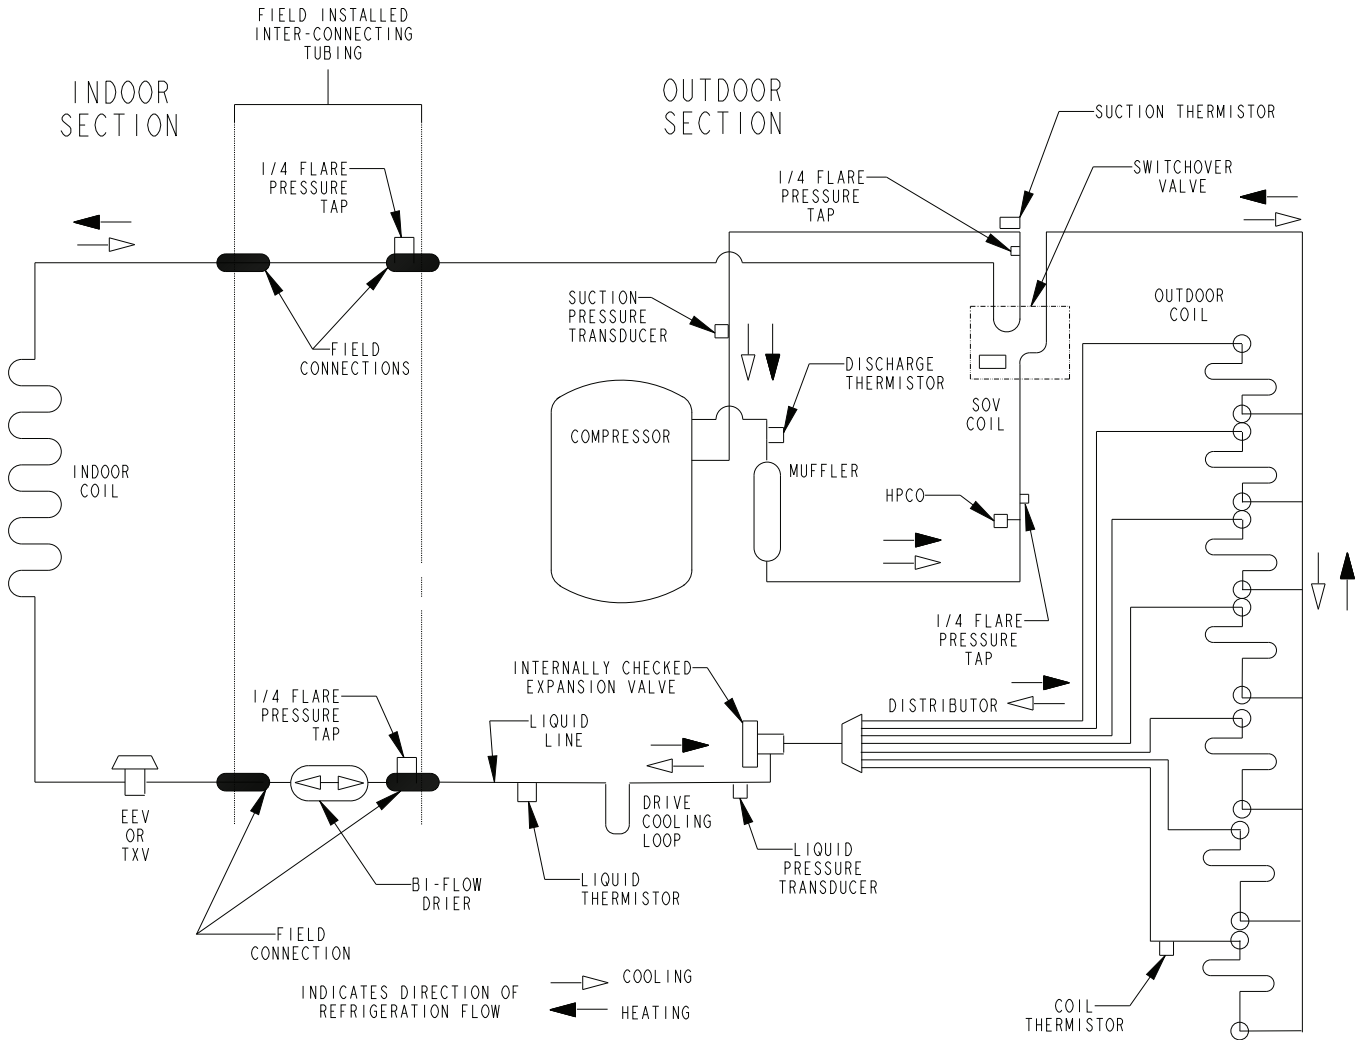 FIELD INSTALLED
INTER-CONNECTING
TUBING
INDOOR
SECTION
OUTDOOR
SECTION
SUCTION THERMISTOR
1/4 FLARE
PRESSURE
TAP
1/4 FLARE
PRESSURE
TAP
SWITCHOVER
VALVE
SUCTION
PRESSURE
TRANSDUCER
OUTDOOR
COIL
FIELD
CONNECTIONS
DISCHARGE
THERMISTOR
SOV
COIL
COMPRESSOR
MUFFLER
INDOOR
COIL
HPCO
1/4 FLARE
PRESSURE
TAP
INTERNALLY CHECKED
EXPANSION VALVE
1/4 FLARE
PRESSURE
TAP
LIQUID
LINE
DISTRIBUTOR
EEV
OR
TXV
DRIVE
COOLING
LOOP
LIQUID
PRESSURE
TRANSDUCER
BI-FLOW
DRIER
LIQUID
THERMISTOR
FIELD
CONNECTION
COIL
THERMISTOR
INDICATES DIRECTION OF
REFRIGERATION FLOW
COOLING
HEATING